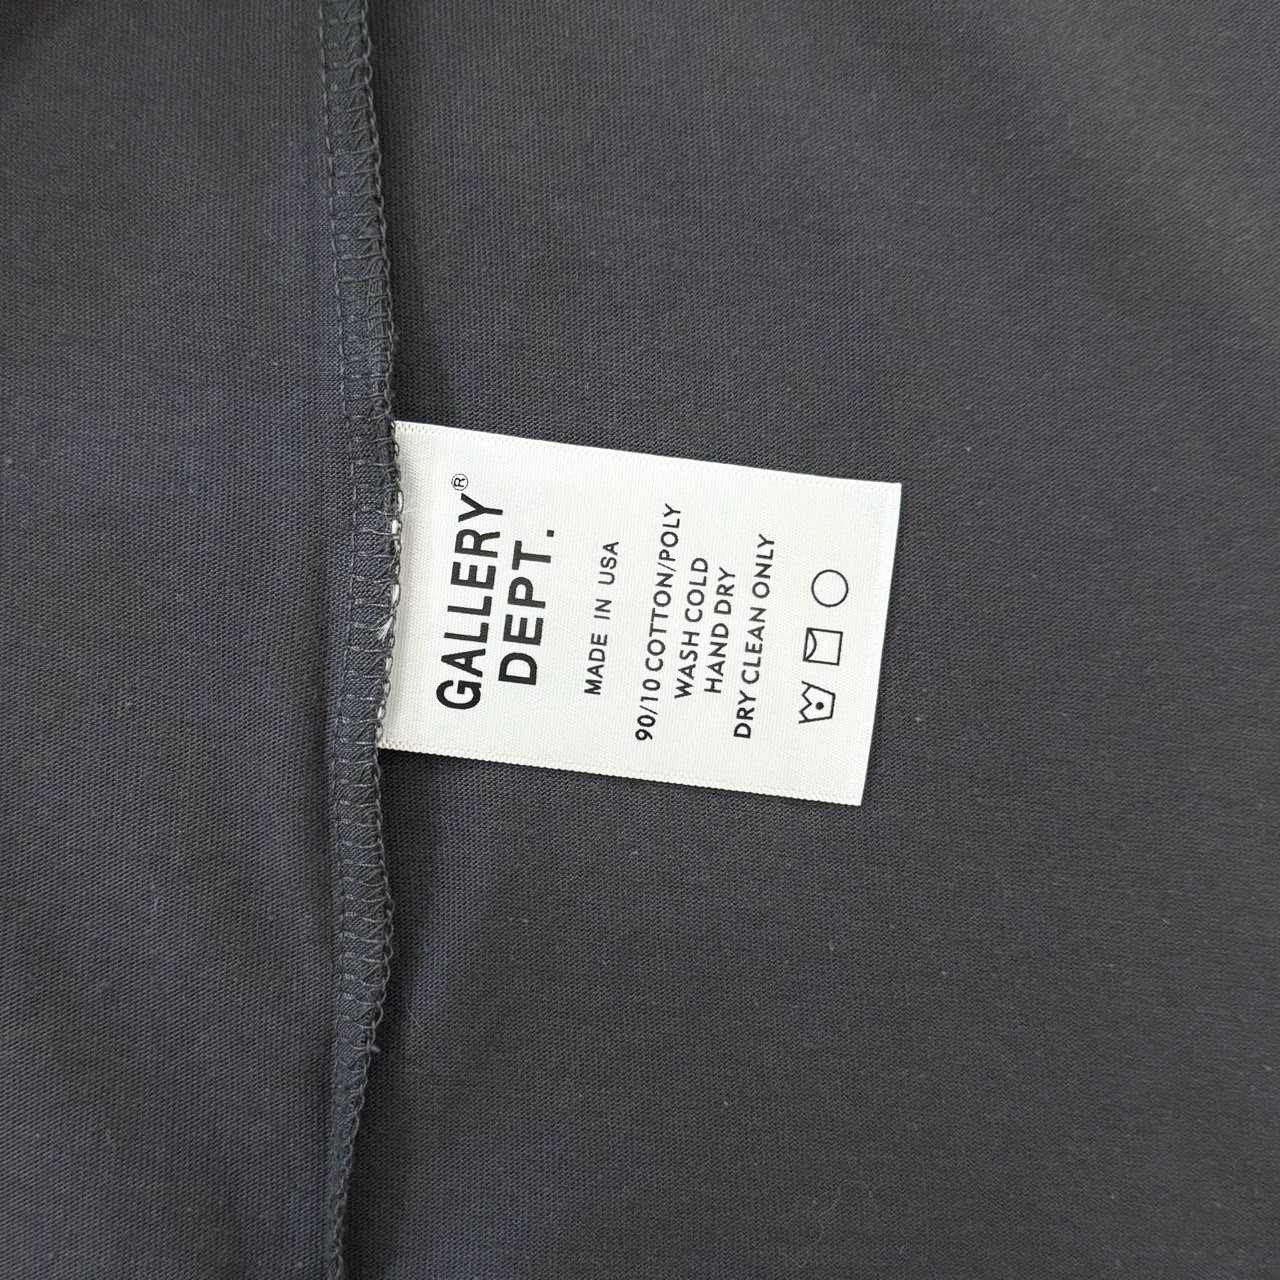 GALLERY®
DEPT.
MADE IN USA
90/10 COTTON/POLY
WASH COLD
HAND DRY
DRY CLEAN ONLY